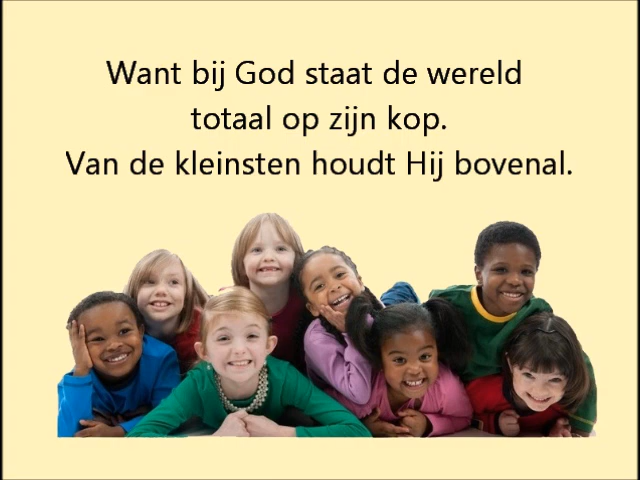 Want bij God staat de wereld
totaal op zijn kop.
Van de kleinsten houdt Hij bovenal.